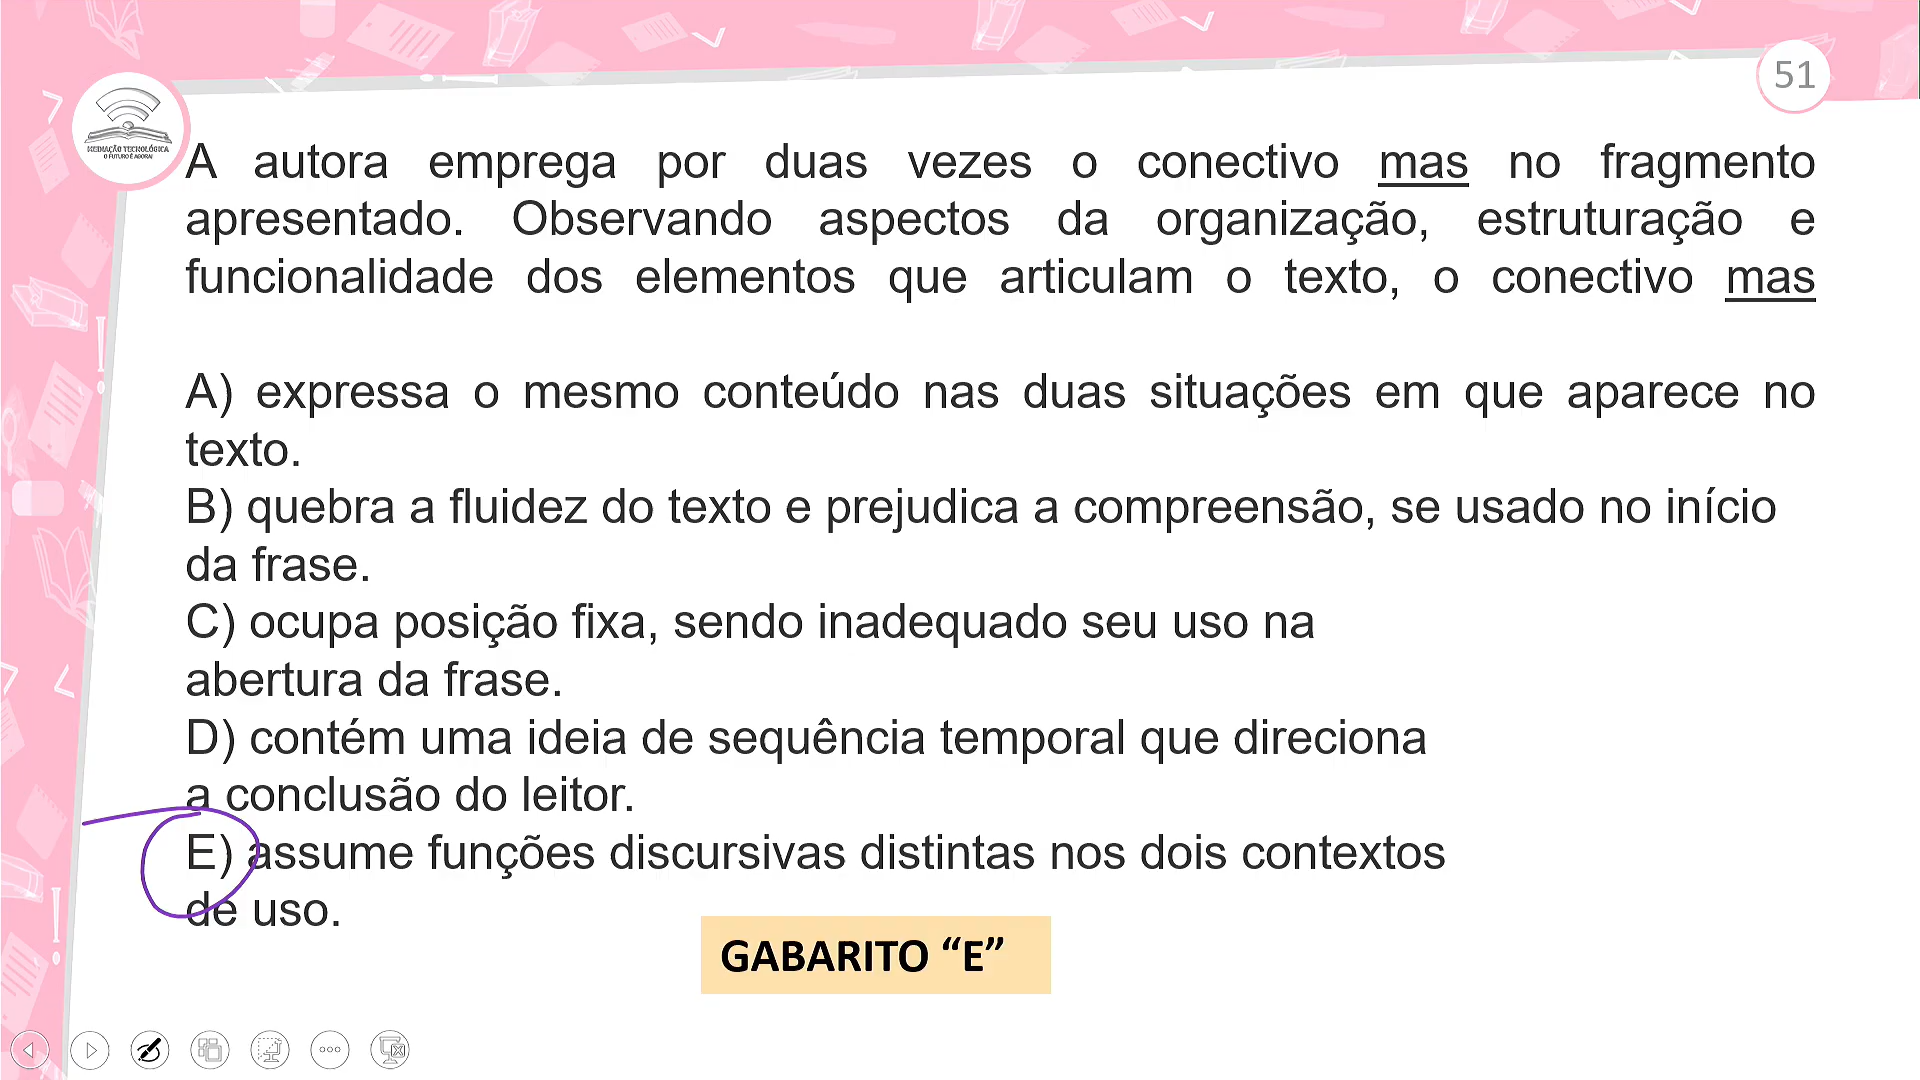 51
MEDIAÇÃO TECNOLÓGICA
O FUTURO É AGORA!
A autora emprega por duas vezes o conectivo mas no fragmento
apresentado. Observando aspectos da organização, estruturação e
funcionalidade dos elementos que articulam o texto, o conectivo mas
A) expressa o mesmo conteúdo nas duas situações em que aparece no
texto.
B) quebra a fluidez do texto e prejudica a compreensão, se usado no início
da frase.
C) ocupa posição fixa, sendo inadequado seu uso na
abertura da frase.
D) contém uma ideia de sequência temporal que direciona
a conclusão do leitor.
E) assume funções discursivas distintas nos dois contextos
de uso.
GABARITO “E”